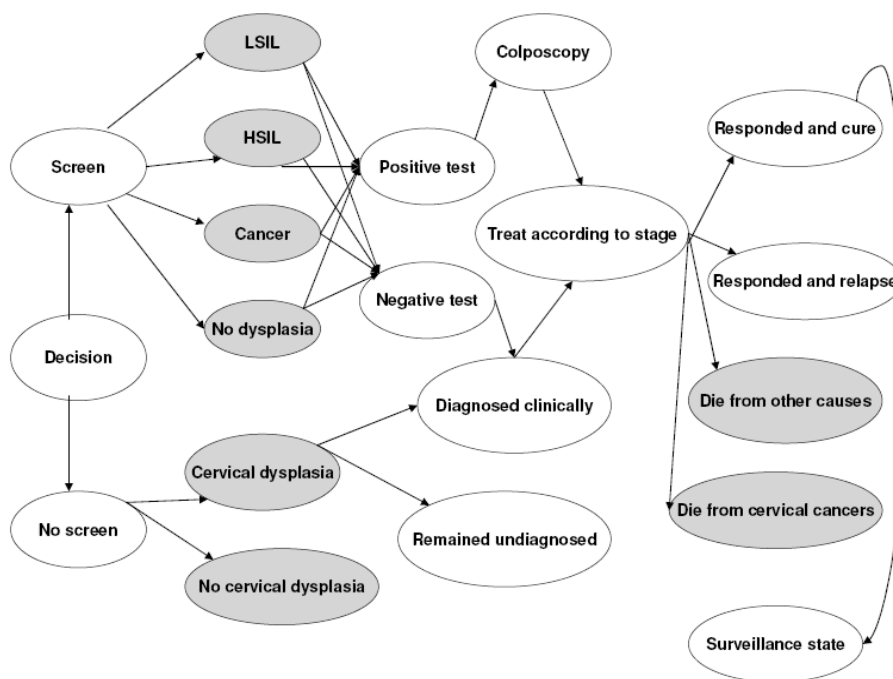 LSIL
Colposcopy
HSIL
Responded and cure
Screen
Positive test
Cancer
Treat according to stage
Responded and relapse
Negative test
No dysplasia
Decision
Diagnosed clinically
Die from other causes
Cervical dysplasia
Die from cervical cancers
No screen
Remained undiagnosed
No cervical dysplasia
Surveillance state